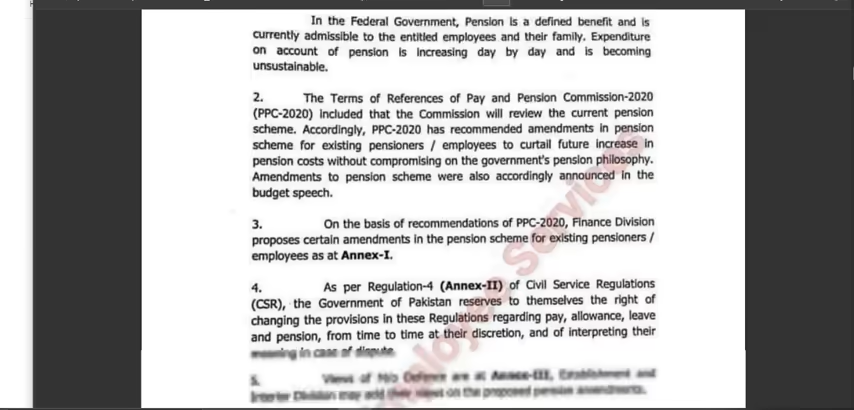 In the Federal Government, Pension is a defined benefit and is
currently admissible to the entitled employees and their family. Expenditure
on account of pension is increasing day by day and is becoming
unsustainable.
2. The Terms of References of Pay and Pension Commission-2020
(PPC-2020) included that the Commission will review the current pension
scheme. Accordingly, PPC-2020 has recommended amendments in pension
scheme for existing pensioners / employees to curtail future increase in
pension costs without compromising on the government's pension philosophy.
Amendments to pension scheme were also accordingly announced in the
budget speech.
3. On the basis of recommendations of PPC-2020, Finance Division
proposes certain amendments in the pension scheme for existing pensioners /
employees as at Annex-I.
4. As per Regulation-4 (Annex-II) of Civil Service Regulations
(CSR), the Government of Pakistan reserves to themselves the right of
changing the provisions in these Regulations regarding pay, allowance, leave
and pension, from time to time at their discretion, and of interpreting their
meaning in case of dispute.
5. Views of M/o Defence are at Annex-III, Establishment and
Interior Division may add their views on the proposed pension amendments.
Employee Services